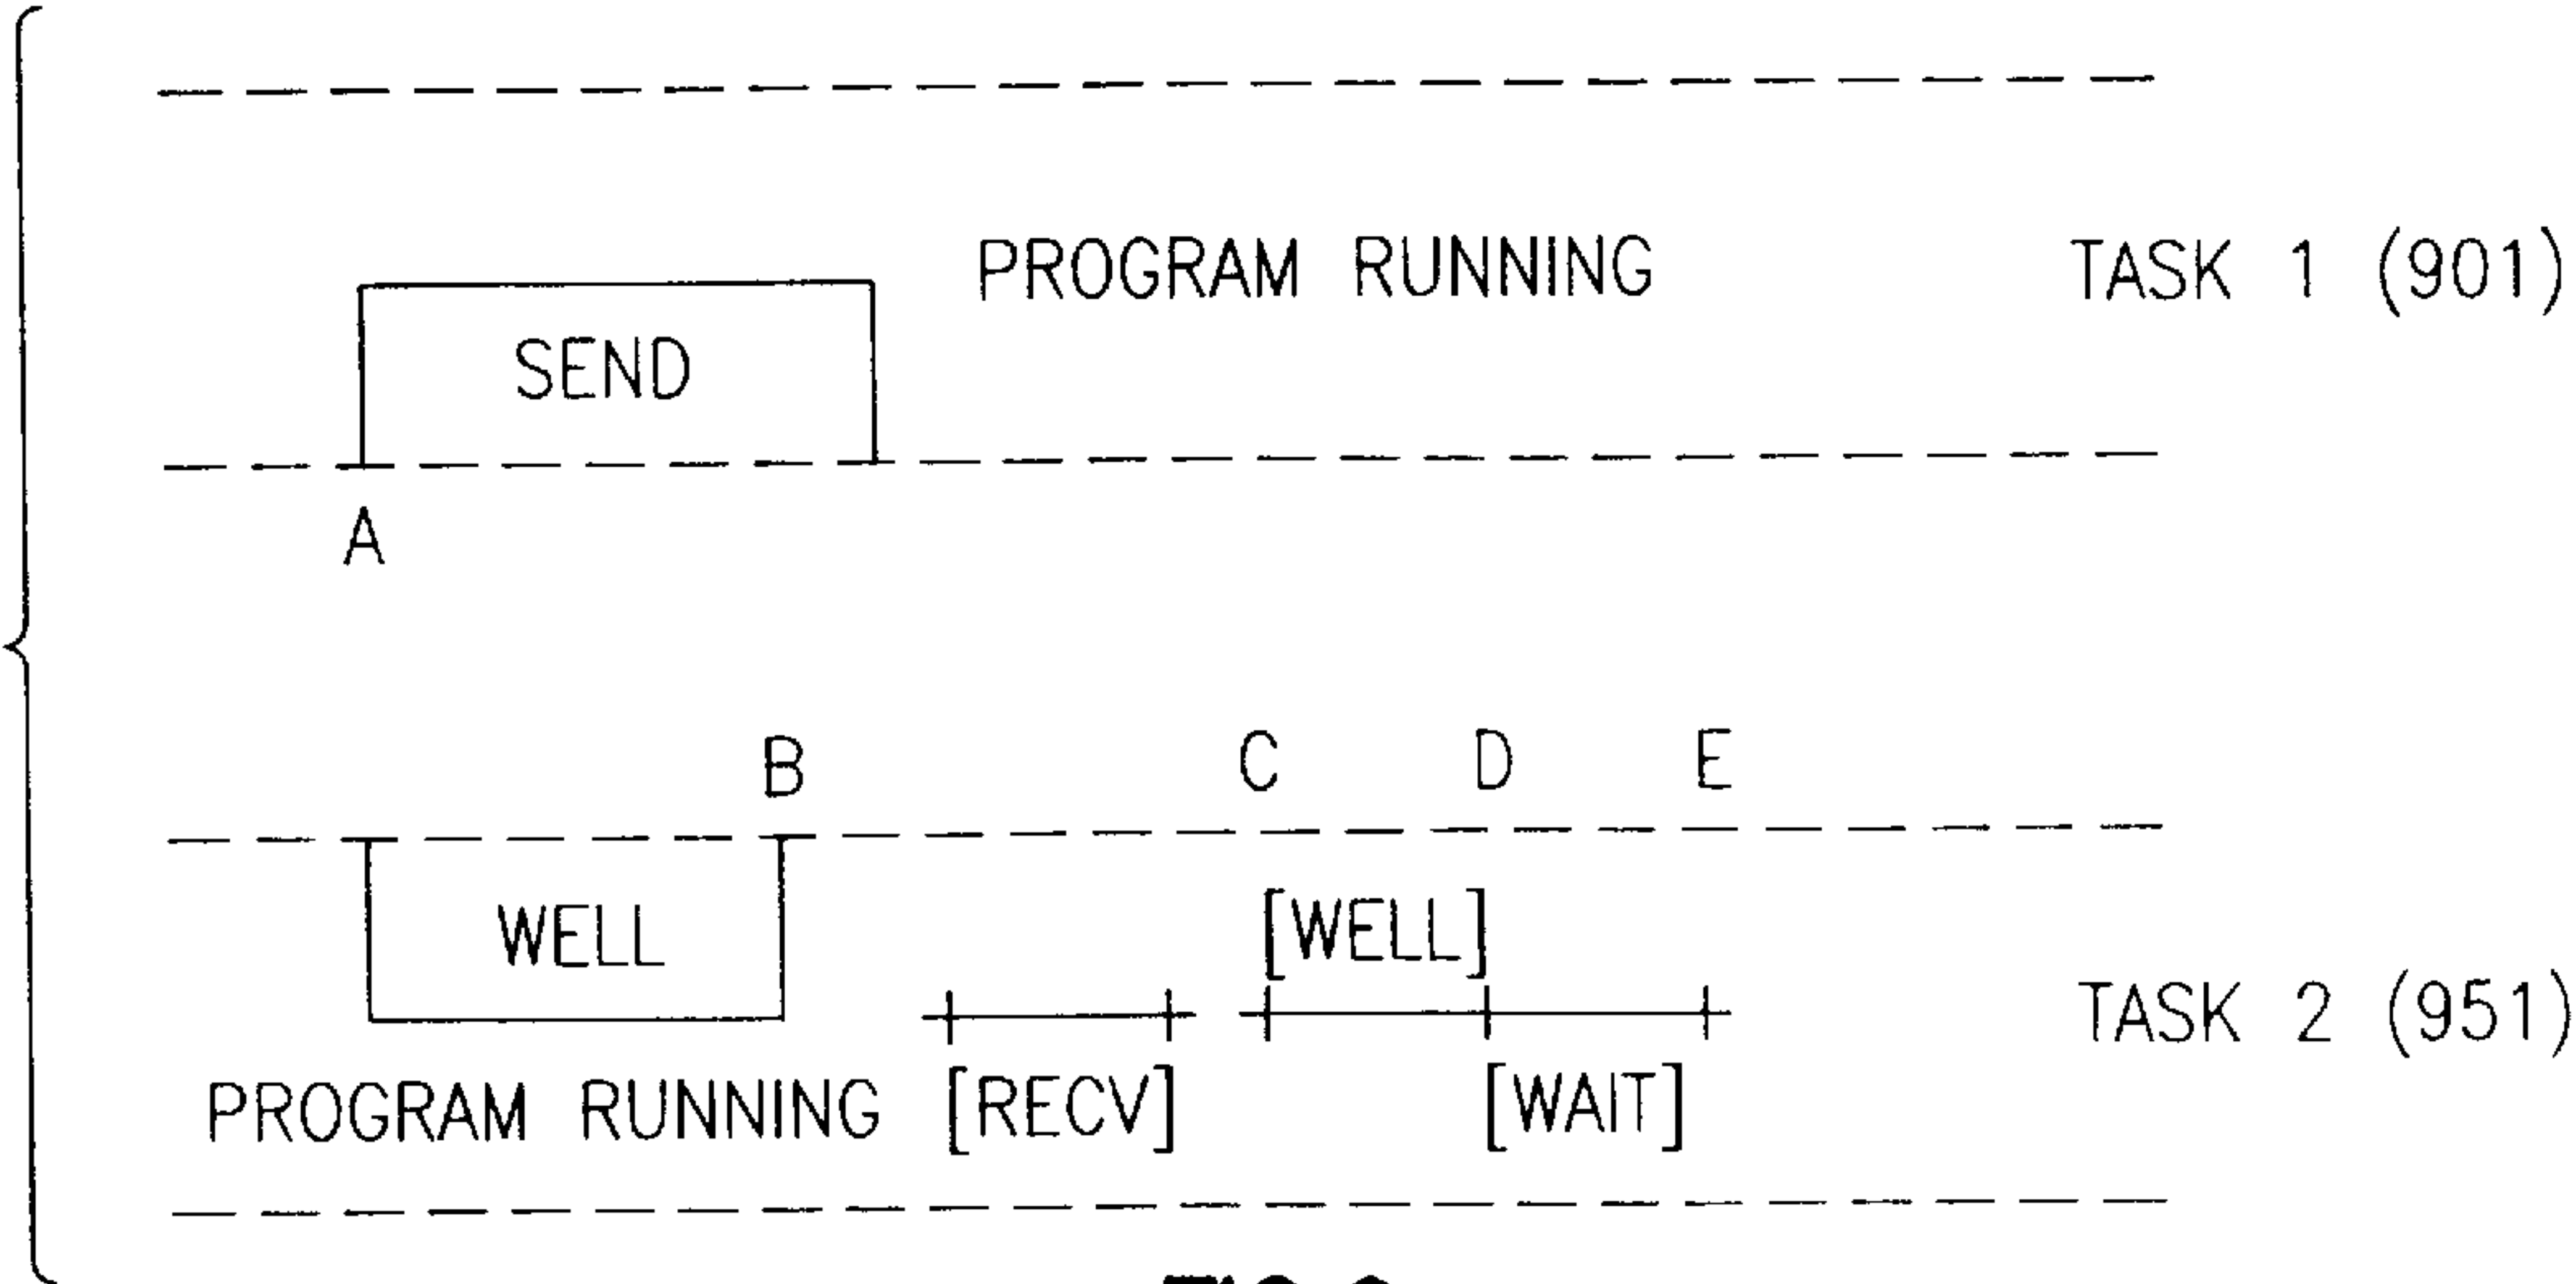 PROGRAM RUNNING TASK 1 (901)
SEND
A
B C D E
WELL [WELL]
TASK 2 (951)
PROGRAM RUNNING [RECV] [WAIT]